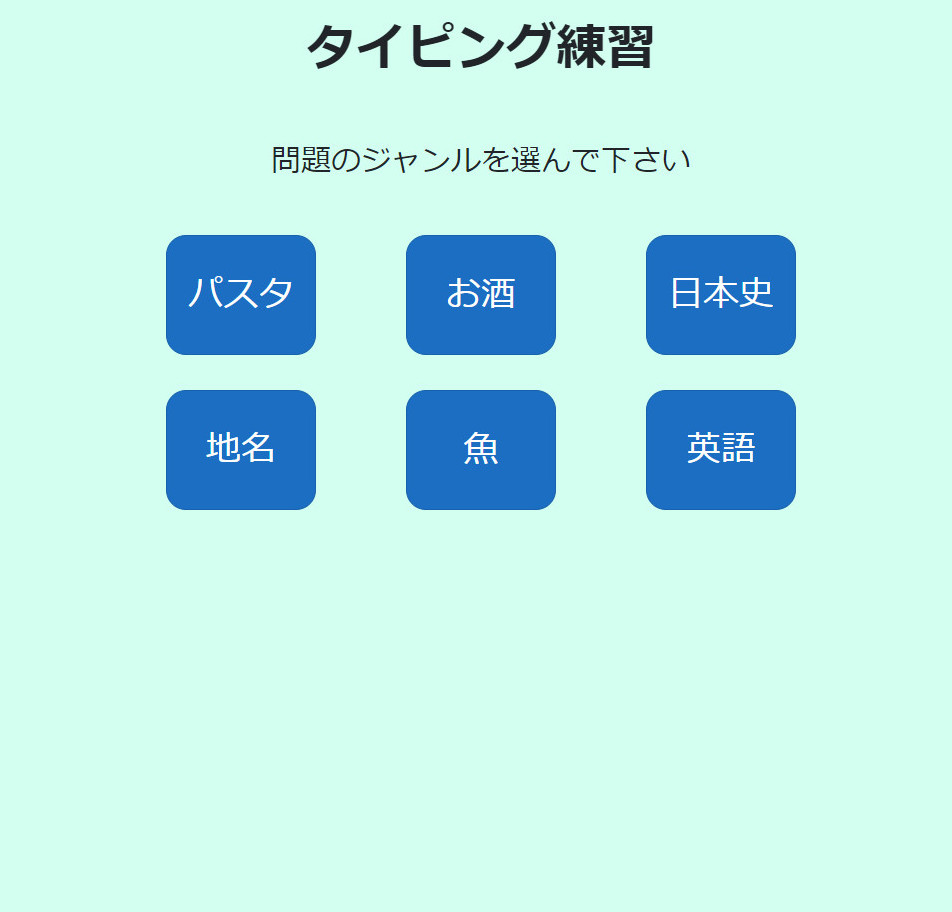 タイピング練習
問題のジャンルを選んで下さい
パスタ
お酒
日本史
地名
魚
英語